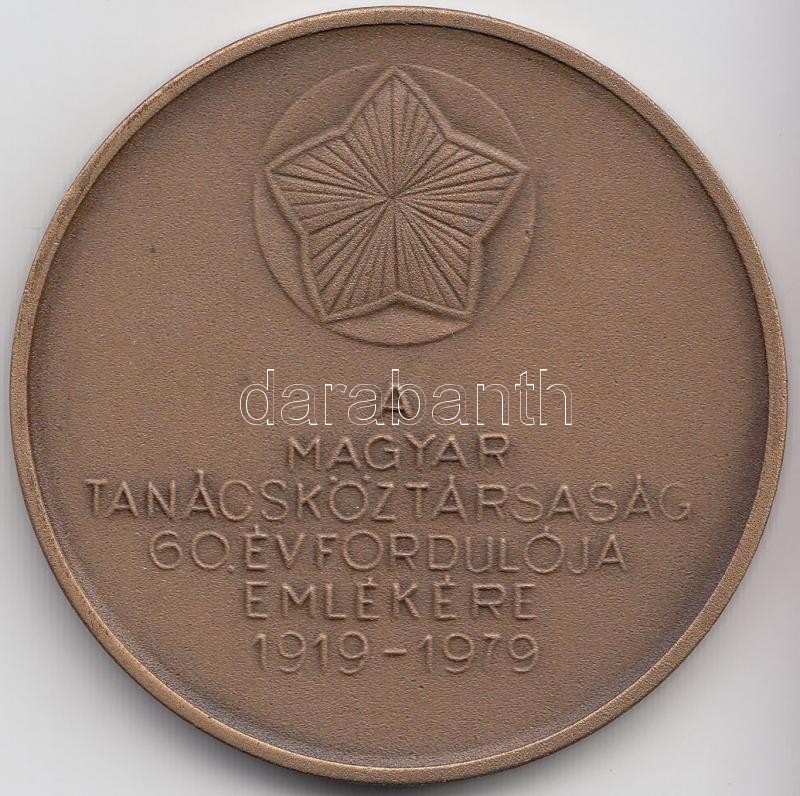 A
darabanth
MAGYAR
TANÁCSKÖZTÁRSASÁG
60. ÉVFORDULÓJA
EMLÉKÉRE
1919-1979